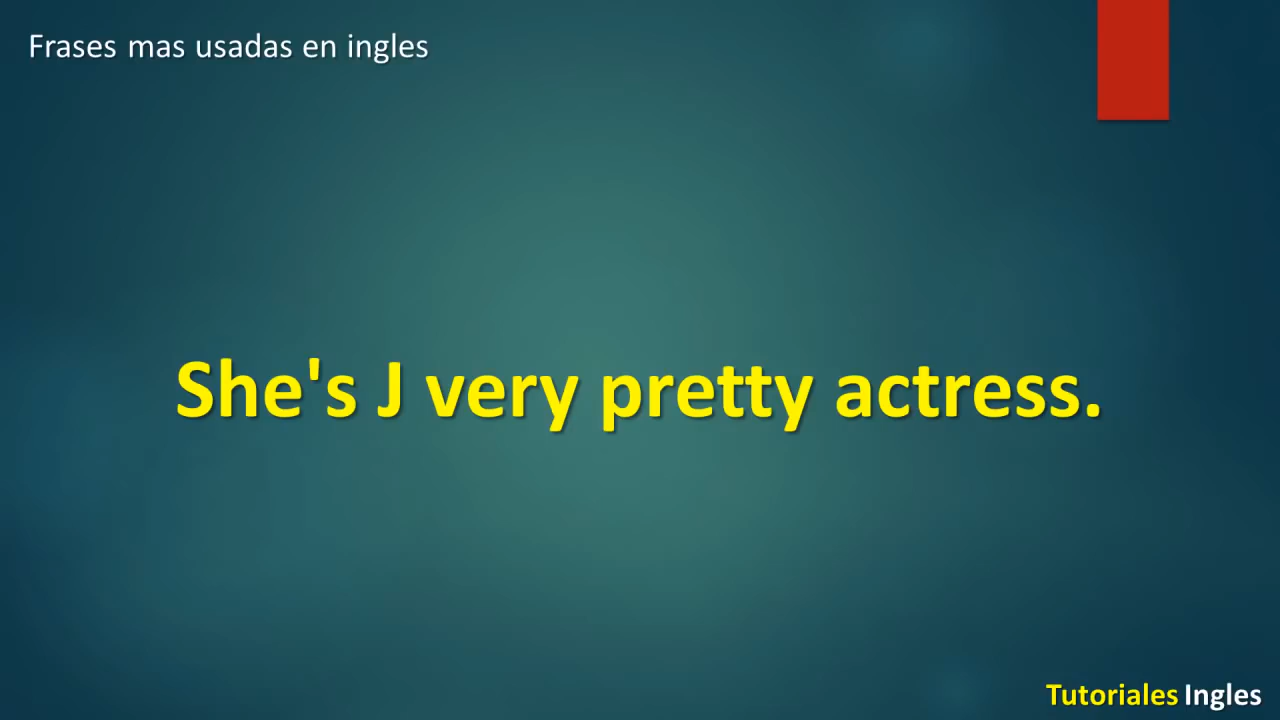 Frases mas usadas en ingles
She's J very pretty actress.
Tutoriales Ingles